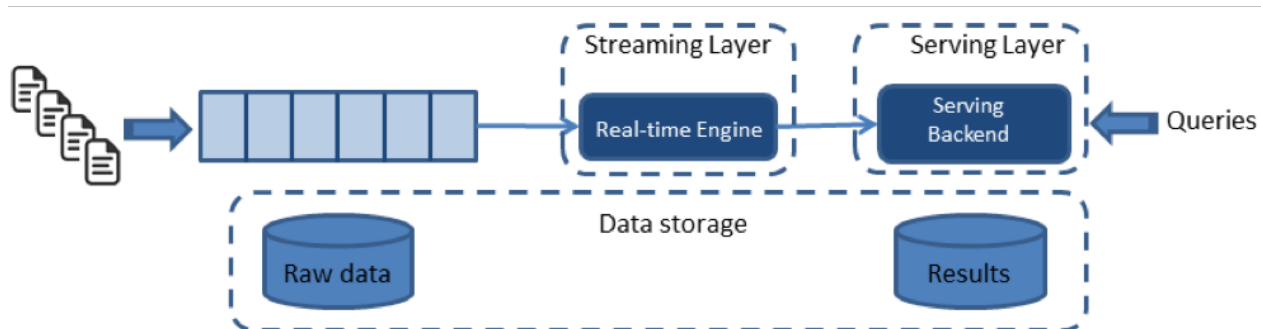 Streaming Layer
Serving Layer
Real-time Engine
Serving
Backend
Queries
Data storage
Raw data
Results